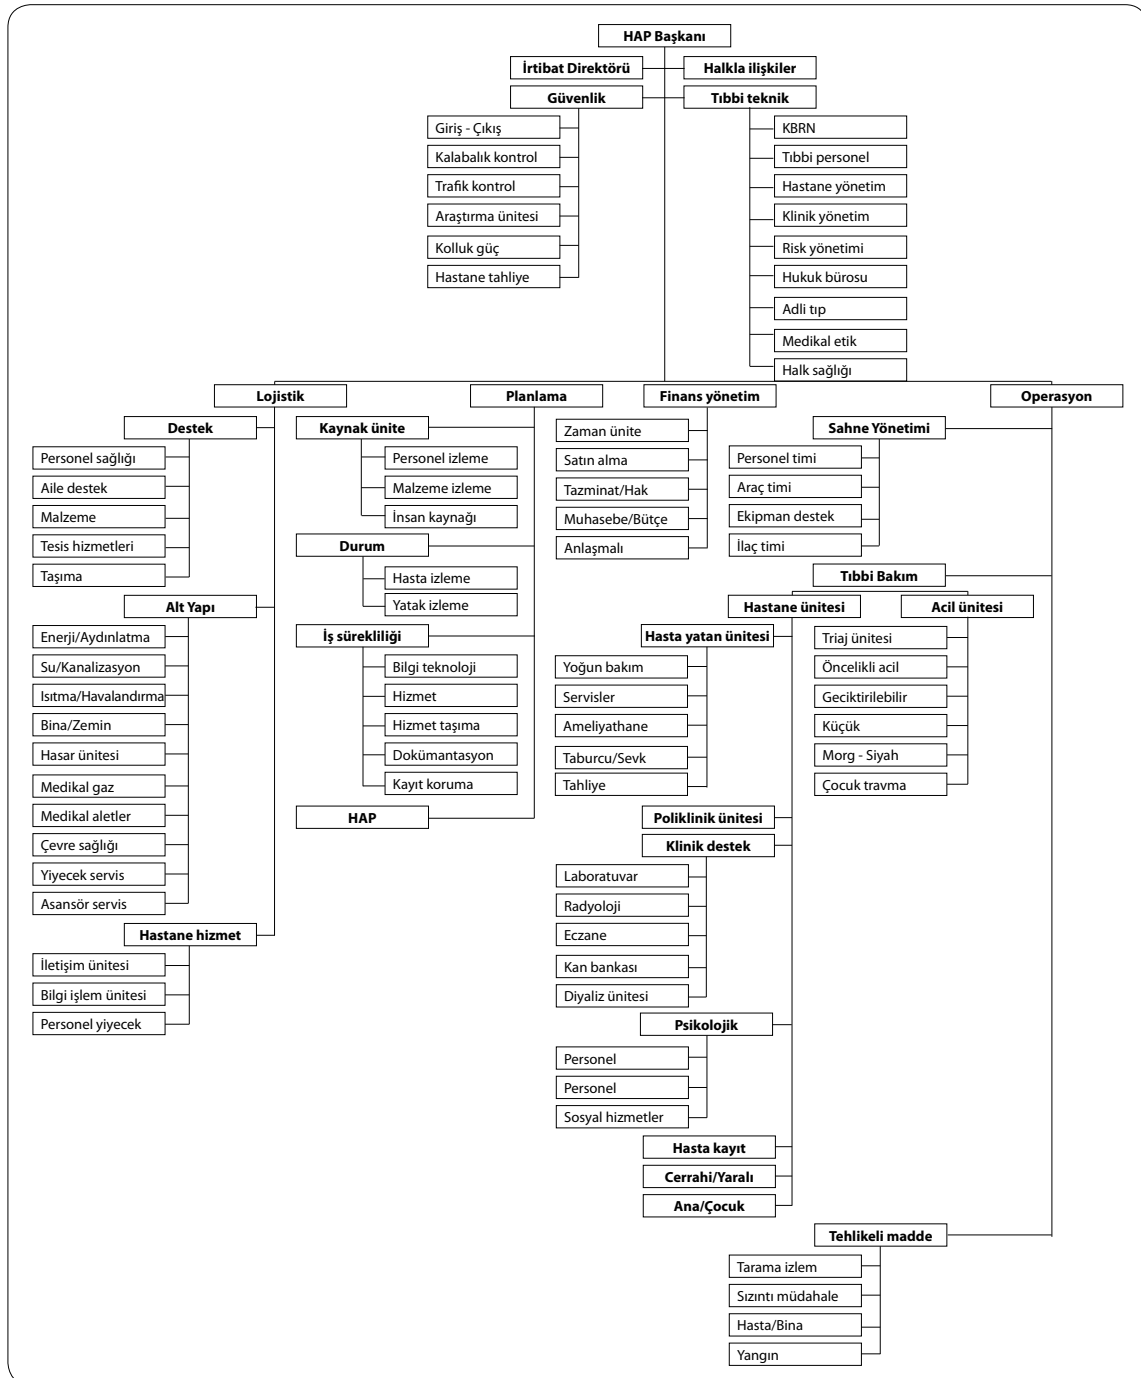 HAP Başkanı
İrtibat Direktörü
Halkla ilişkiler
Güvenlik
Tıbbi teknik
Giriş - Çıkış
Kalabalık kontrol
Trafik kontrol
Araştırma ünitesi
Kolluk güç
Hastane tahliye
KBRN
Tıbbi personel
Hastane yönetim
Klinik yönetim
Risk yönetimi
Hukuk bürosu
Adli tıp
Medikal etik
Halk sağlığı
Lojistik
Planlama
Finans yönetim
Operasyon
Destek
Personel sağlığı
Aile destek
Malzeme
Tesis hizmetleri
Taşıma
Alt Yapı
Enerji/Aydınlatma
Su/Kanalizasyon
Isıtma/Havalandırma
Bina/Zemin
Hasar ünitesi
Medikal gaz
Medikal aletler
Çevre sağlığı
Yiyecek servis
Asansör servis
Hastane hizmet
İletişim ünitesi
Bilgi işlem ünitesi
Personel yiyecek
Kaynak ünite
Personel izleme
Malzeme izleme
İnsan kaynağı
Durum
Hasta izleme
Yatak izleme
İş sürekliliği
Bilgi teknoloji
Hizmet
Hizmet taşıma
Dokümantasyon
Kayıt koruma
HAP
Zaman ünite
Satın alma
Tazminat/Hak
Muhasebe/Bütçe
Anlaşmalı
Sahne Yönetimi
Personel timi
Araç timi
Ekipman destek
İlaç timi
Tıbbi Bakım
Hastane ünitesi
Acil ünitesi
Hasta yatan ünitesi
Yoğun bakım
Servisler
Ameliyathane
Taburcu/Sevk
Tahliye
Triaj ünitesi
Öncelikli acil
Geciktirilebilir
Küçük
Morg - Siyah
Çocuk travma
Poliklinik ünitesi
Klinik destek
Laboratuvar
Radyoloji
Eczane
Kan bankası
Diyaliz ünitesi
Psikolojik
Personel
Personel
Sosyal hizmetler
Hasta kayıt
Cerrahi/Yaralı
Ana/Çocuk
Tehlikeli madde
Tarama izlem
Sızıntı müdahale
Hasta/Bina
Yangın